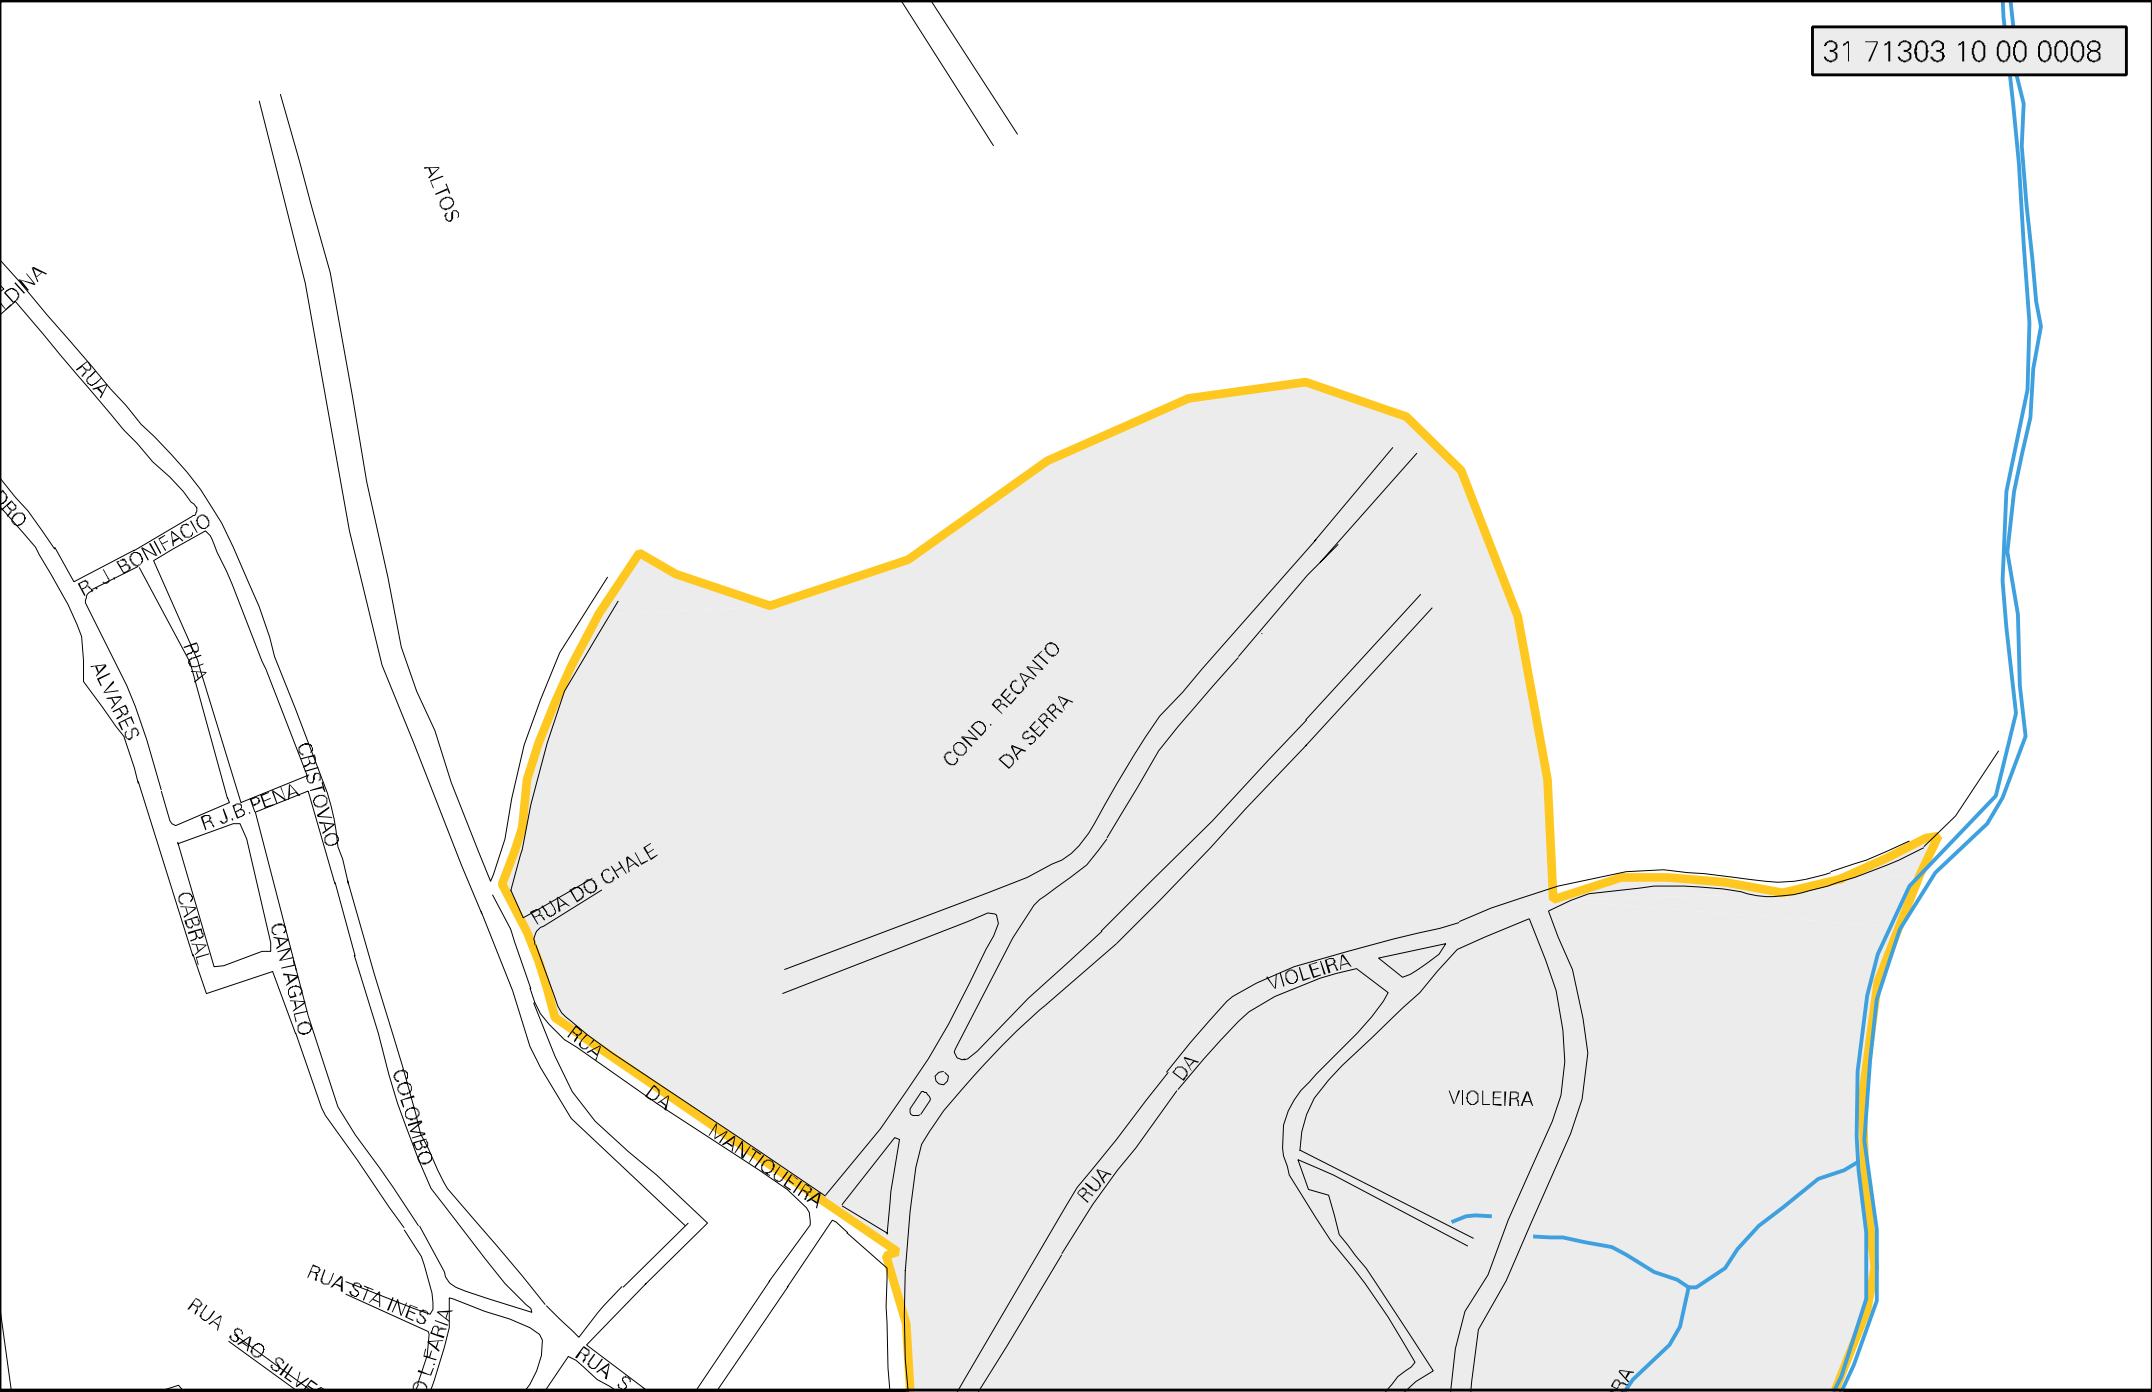 31 71303 10 00 0008
ALTOS
RUA
R. J. BONIFACIO
RUA
ALVARES
CRISTOVAO
R J.B. PENA
COND. RECANTO
DA SERRA
RUA DO CHALE
CABRAL
CANTAGALO
VIOLEIRA
RUA
DA
MANTIQUEIRA
DA
RUA
VIOLEIRA
COLOMBO
RUA STA INES
RUA SAO
L.FARIA
RUA S